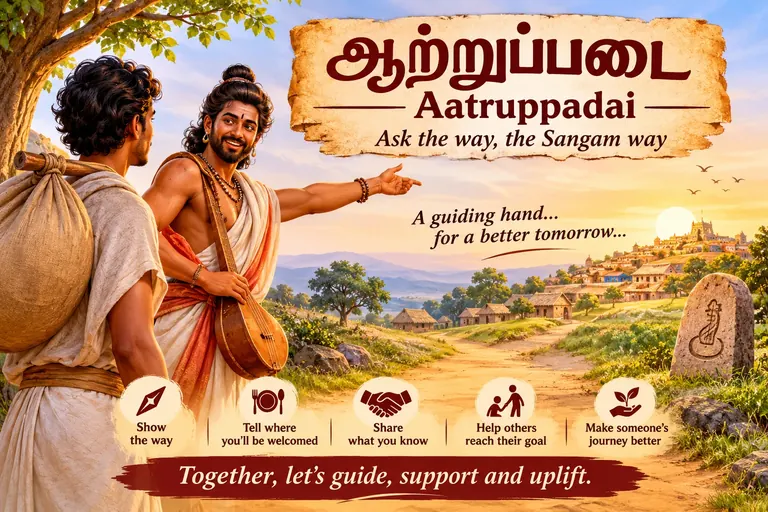 ஆற்றுப்படை
Aatruppadai
Ask the way, the Sangam way
A guiding hand...
for a better tomorrow...
Show
the way
Tell where
you'll be welcomed
Share
what you know
Help others
reach their goal
Make someone's
journey better
Together, let's guide, support and uplift.